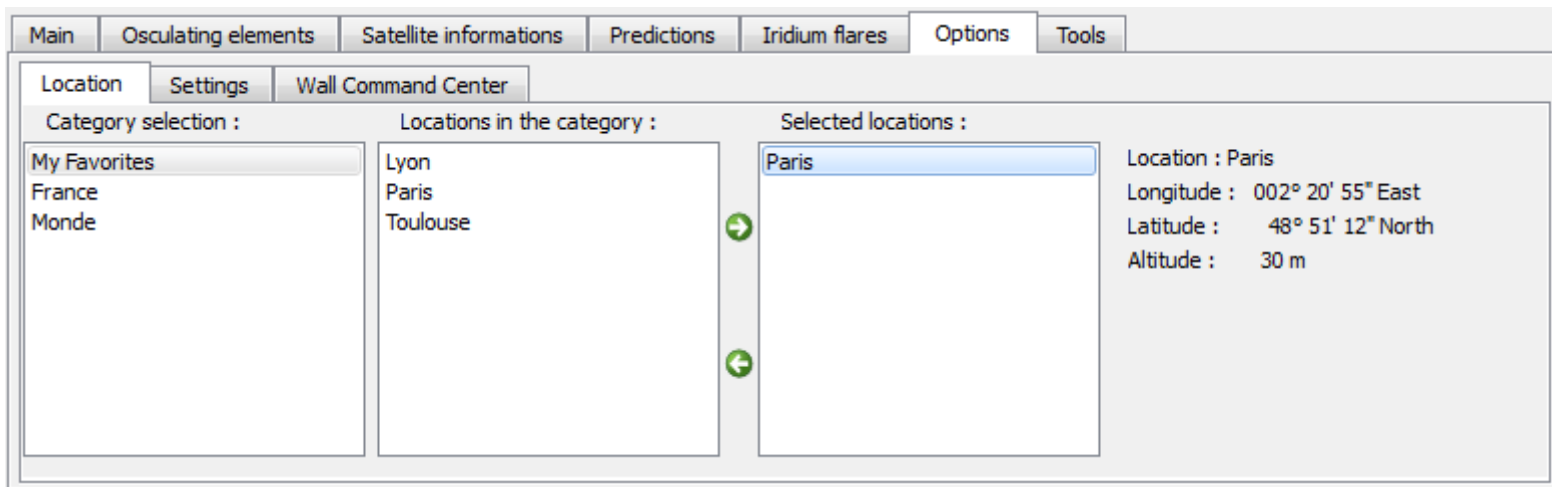 Main Osculating elements Satellite informations Predictions Iridium flares Options Tools
Location Settings Wall Command Center
Category selection : Locations in the category : Selected locations :
My Favorites Lyon Paris Location : Paris
France Paris Longitude : 002° 20' 55" East
Monde Toulouse Latitude : 48° 51' 12" North
Altitude : 30 m